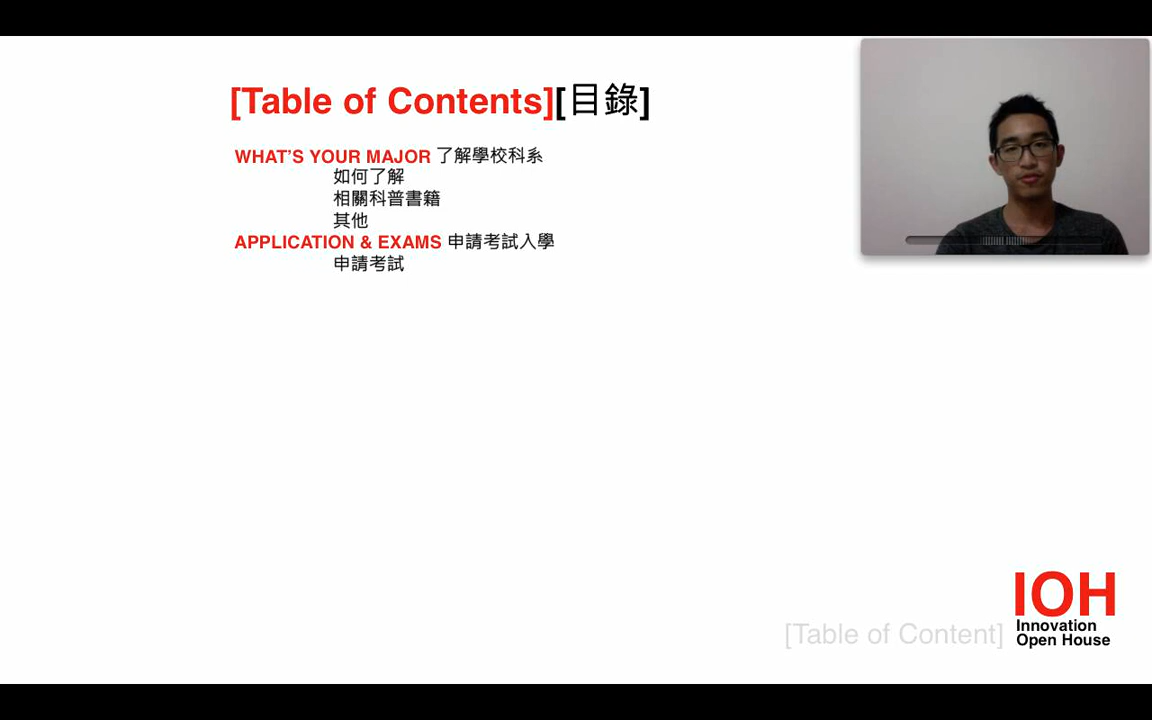 [Table of Contents][目錄]
WHAT'S YOUR MAJOR 了解學校科系
如何了解
相關科普書籍
其他
APPLICATION & EXAMS 申請考試入學
申請考試
IOH
Innovation
[Table of Content]
Open House